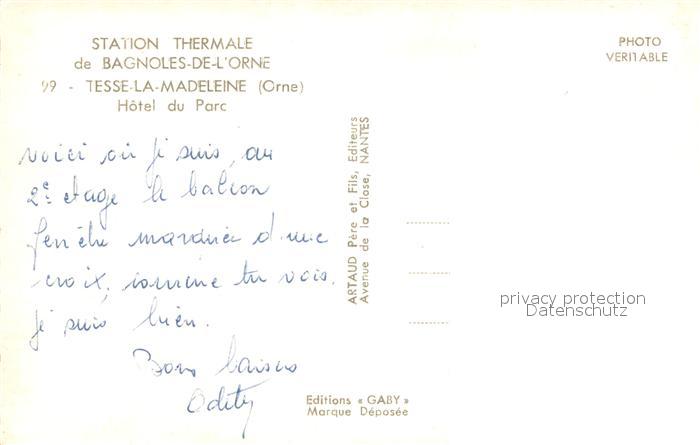 STATION THERMALE
de BAGNOLES-DE-L'ORNE
99 - TESSE-LA-MADELEINE (Orne)
Hôtel du Parc
PHOTO
VERITABLE
voici où je suis, au
2e etage le balcon
fenêtre marquée d'une
croix, comme tu vois,
je suis bien.
Bons baisers
ARTAUD Père et Fils, Editeurs
Avenue de la Close, NANTES
Editions « GABY »
Marque Déposée
privacy protection
Datenschutz